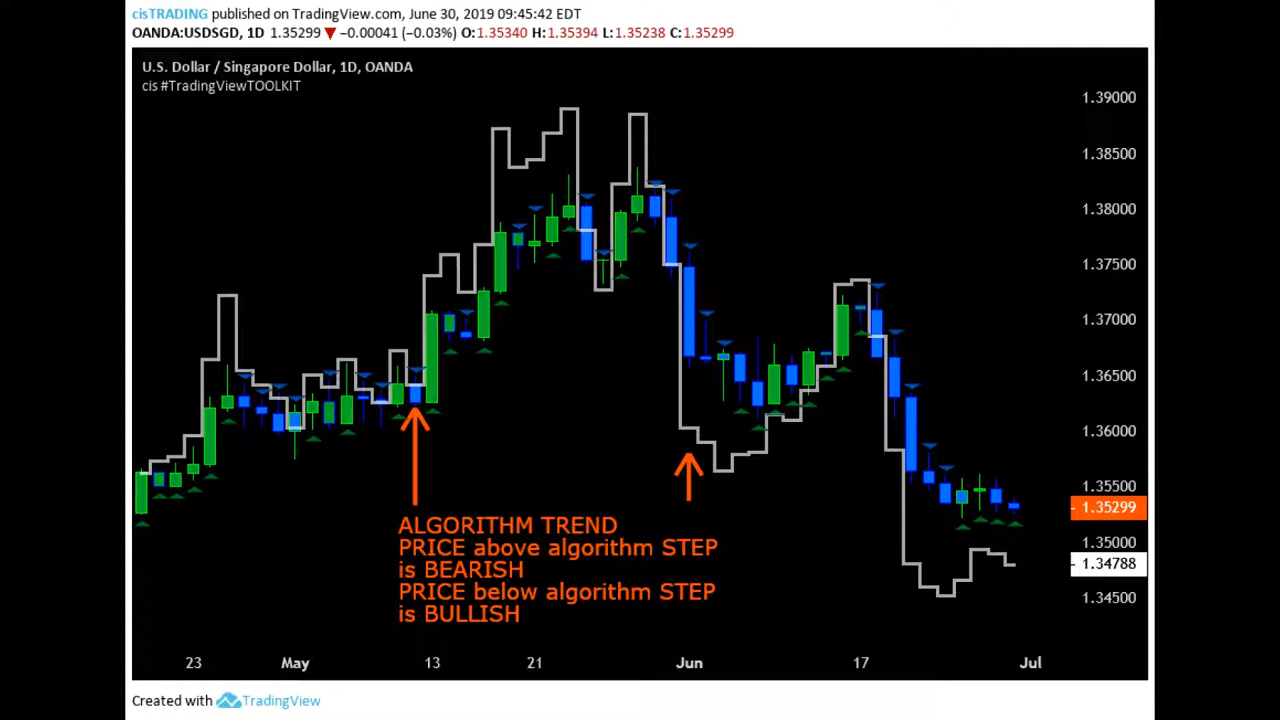 cisTRADING published on TradingView.com, June 30, 2019 09:45:42 EDT
OANDA:USDSGD, 1D 1.35299 ▼ −0.00041 (−0.03%) O:1.35340 H:1.35394 L:1.35238 C:1.35299
U.S. Dollar / Singapore Dollar, 1D, OANDA
cis #TradingViewTOOLKIT
1.39000
1.38500
1.38000
1.37500
1.37000
1.36500
1.36000
1.35500
1.35299
1.35000
1.34788
1.34500
ALGORITHM TREND
PRICE above algorithm STEP
is BEARISH
PRICE below algorithm STEP
is BULLISH
23 May 13 21 Jun 17 Jul
Created with TradingView